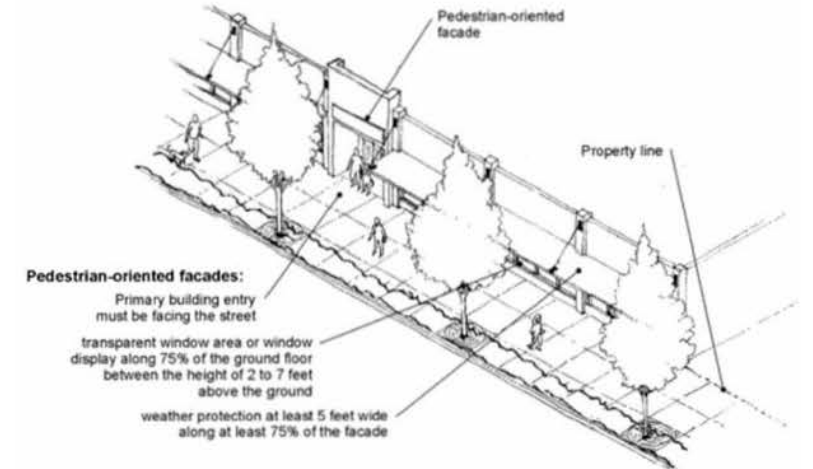 Pedestrian-oriented
facade
Property line
Pedestrian-oriented facades:
Primary building entry
must be facing the street
transparent window area or window
display along 75% of the ground floor
between the height of 2 to 7 feet
above the ground
weather protection at least 5 feet wide
along at least 75% of the facade